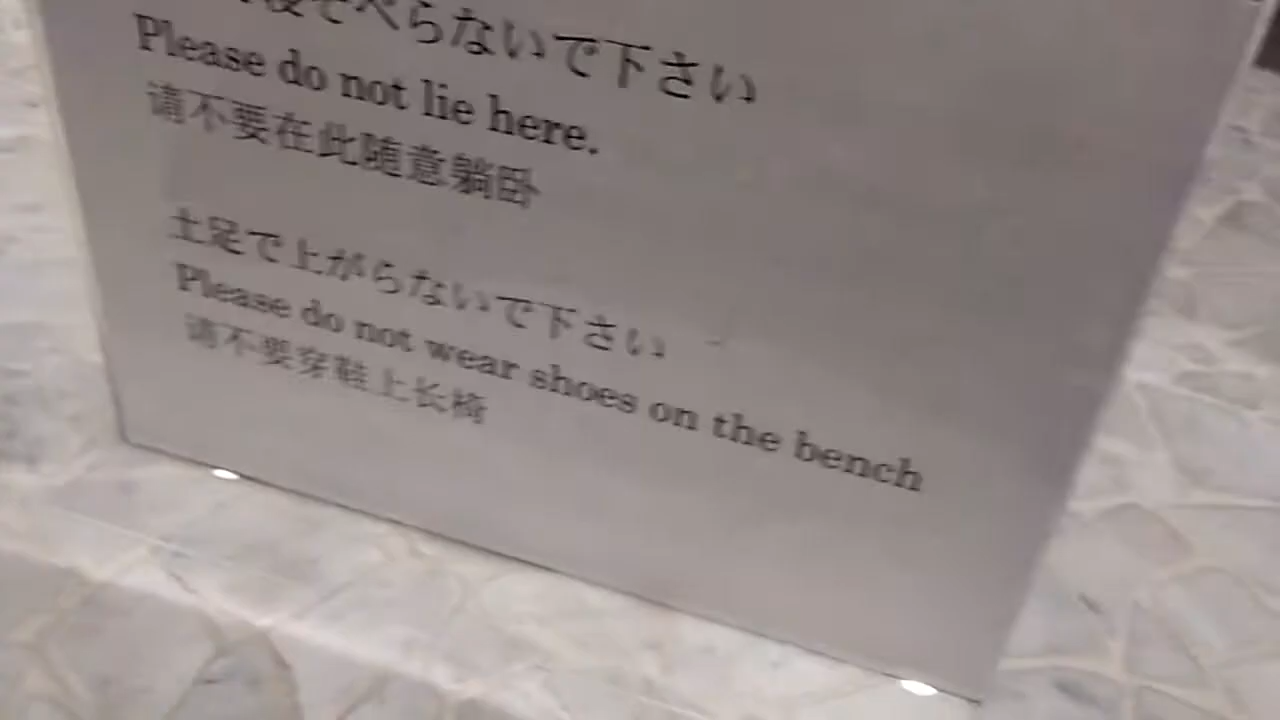 寝そべらないで下さい
Please do not lie here.
请不要在此随意躺卧
土足で上がらないで下さい
Please do not wear shoes on the bench
请不要穿鞋上长椅